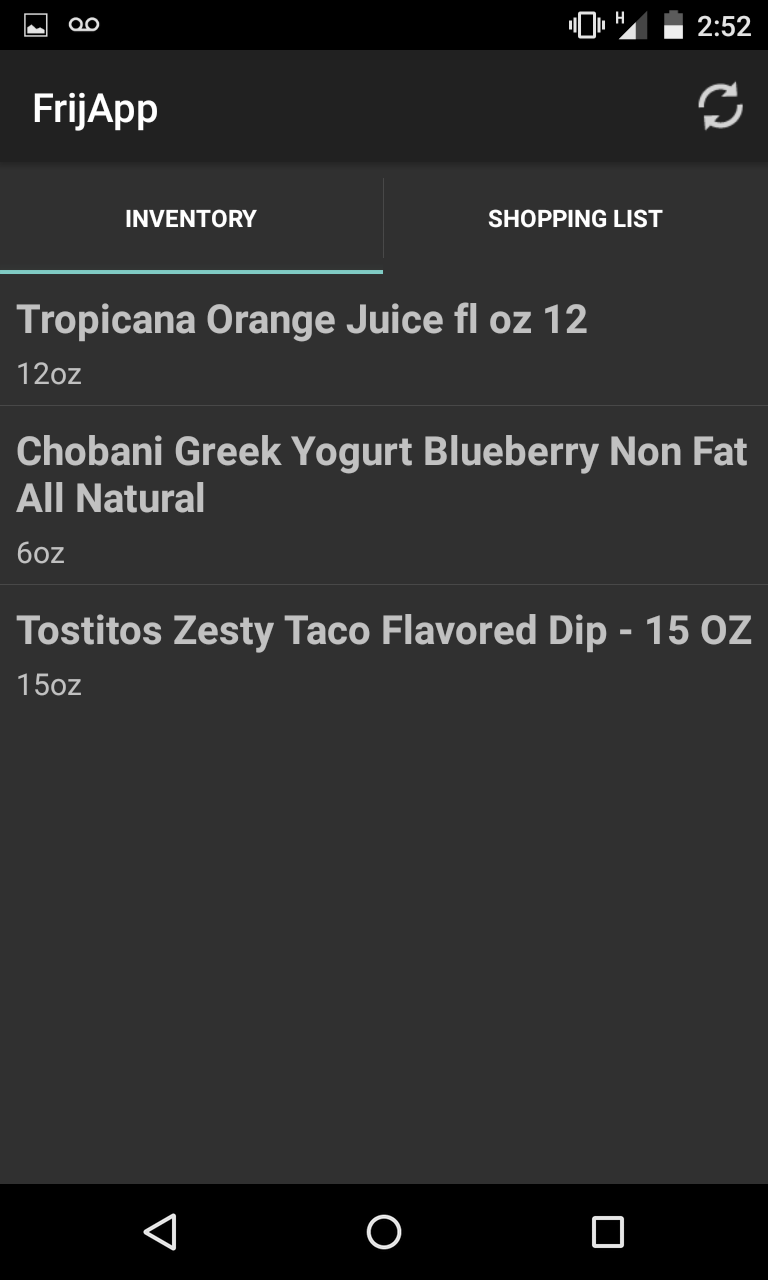 H 2:52
FrijApp
INVENTORY SHOPPING LIST
Tropicana Orange Juice fl oz 12
12oz
Chobani Greek Yogurt Blueberry Non Fat
All Natural
6oz
Tostitos Zesty Taco Flavored Dip - 15 OZ
15oz